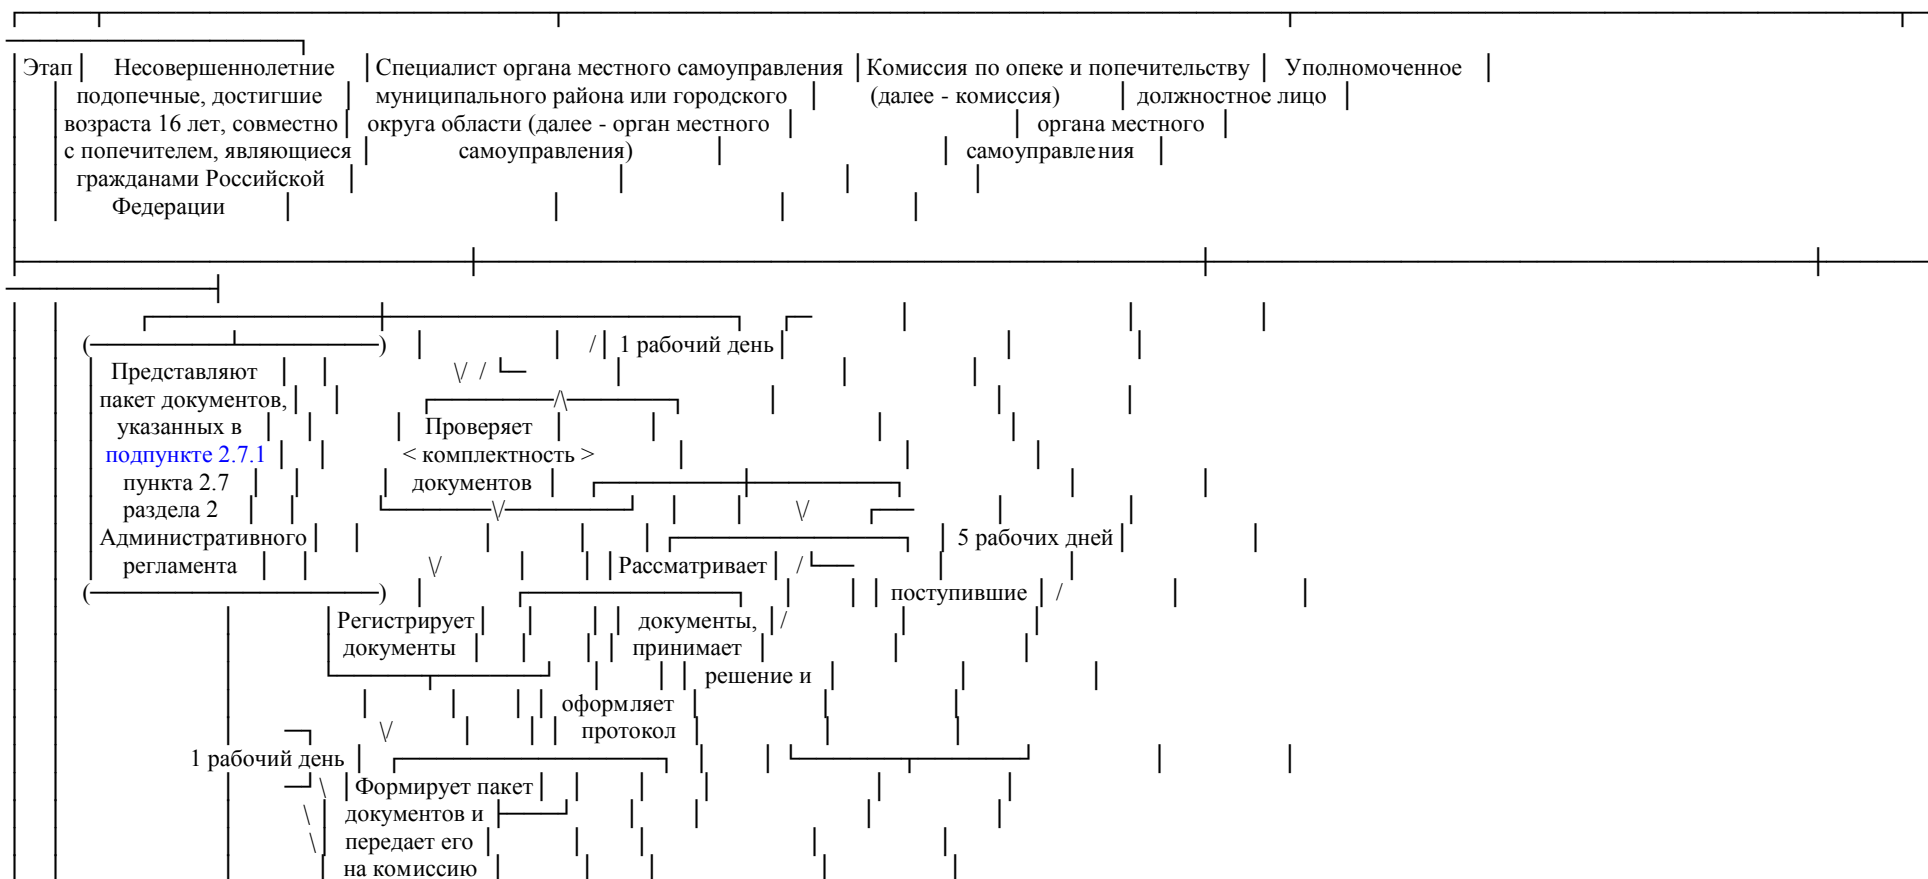 Этап Несовершеннолетние Специалист органа местного самоуправления Комиссия по опеке и попечительству Уполномоченное
подопечные, достигшие муниципального района или городского (далее - комиссия) должностное лицо
возраста 16 лет, совместно округа области (далее - орган местного органа местного
с попечителем, являющиеся самоуправления) самоуправления
гражданами Российской
Федерации
1 рабочий день
Представляют
пакет документов,
указанных в Проверяет
подпункте 2.7.1 < комплектность >
пункта 2.7 документов
раздела 2
Административного 5 рабочих дней
регламента Рассматривает
поступившие
Регистрирует документы,
документы принимает
решение и
оформляет
протокол
1 рабочий день
Формирует пакет
документов и
передает его
на комиссию